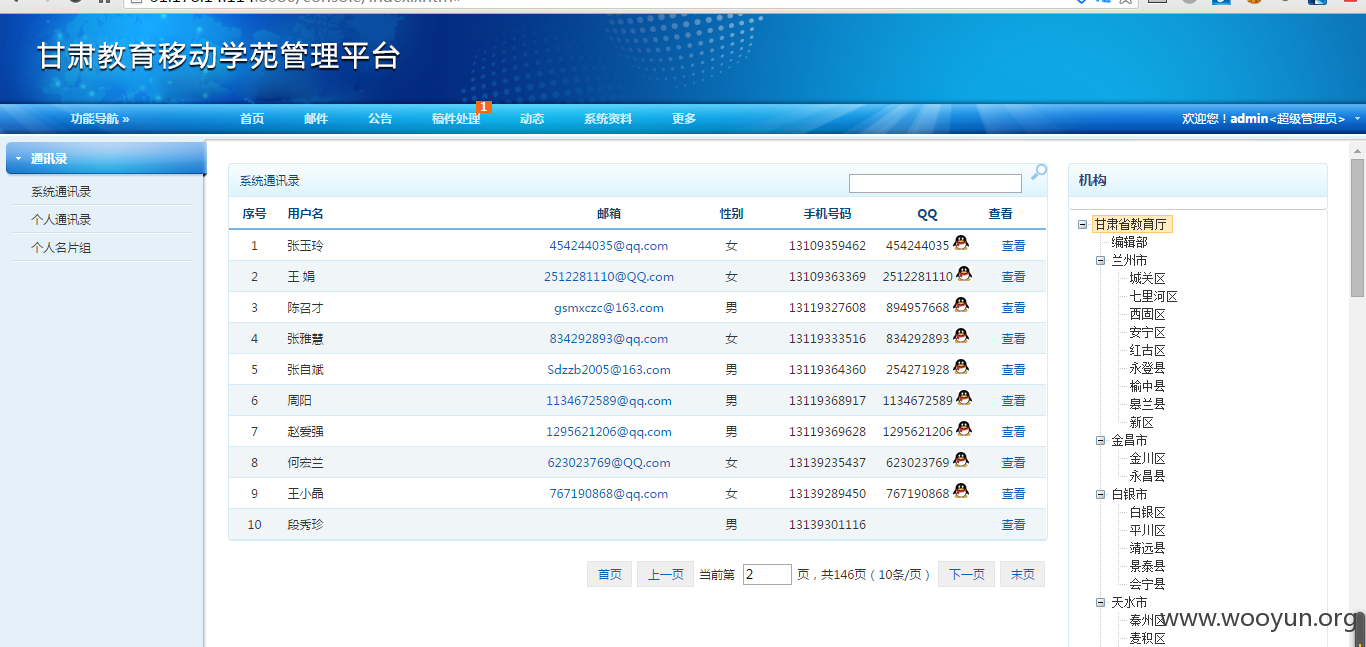 甘肃教育移动学苑管理平台
功能导航 » 首页 邮件 公告 稿件处理 1 动态 系统资料 更多 欢迎您！admin<超级管理员>
通讯录
系统通讯录
个人通讯录
个人名片组
系统通讯录
序号 用户名 邮箱 性别 手机号码 QQ 查看
1 张玉玲 454244035@qq.com 女 13109359462 454244035 查看
2 王 娟 2512281110@QQ.com 女 13109363369 2512281110 查看
3 陈召才 gsmxczc@163.com 男 13119327608 894957668 查看
4 张雅慧 834292893@qq.com 女 13119333516 834292893 查看
5 张自斌 Sdzzb2005@163.com 男 13119364360 254271928 查看
6 周阳 1134672589@qq.com 男 13119368917 1134672589 查看
7 赵爱强 1295621206@qq.com 男 13119369628 1295621206 查看
8 何宏兰 623023769@QQ.com 女 13139235437 623023769 查看
9 王小晶 767190868@qq.com 女 13139289450 767190868 查看
10 段秀珍 男 13139301116 查看
首页 上一页 当前第 2 页，共146页（10条/页） 下一页 末页
机构
甘肃省教育厅
编辑部
兰州市
城关区
七里河区
西固区
安宁区
红古区
永登县
榆中县
皋兰县
新区
金昌市
金川区
永昌县
白银市
白银区
平川区
靖远县
景泰县
会宁县
天水市
秦州区
麦积区
www.wooyun.org